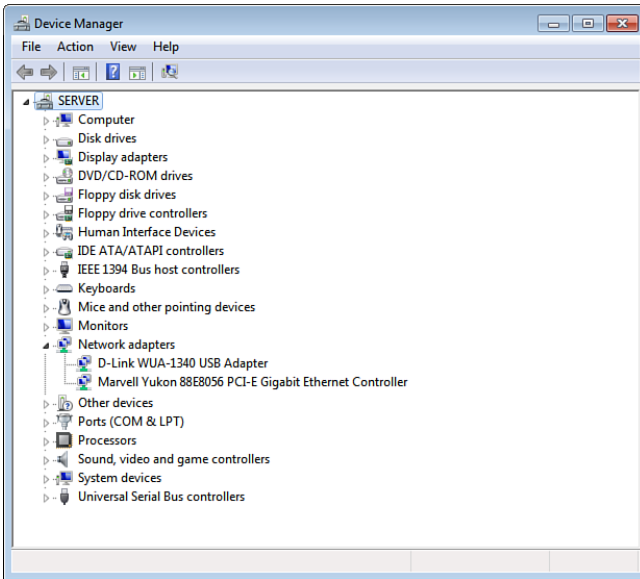 Device Manager
File Action View Help
SERVER
Computer
Disk drives
Display adapters
DVD/CD-ROM drives
Floppy disk drives
Floppy drive controllers
Human Interface Devices
IDE ATA/ATAPI controllers
IEEE 1394 Bus host controllers
Keyboards
Mice and other pointing devices
Monitors
Network adapters
D-Link WUA-1340 USB Adapter
Marvell Yukon 88E8056 PCI-E Gigabit Ethernet Controller
Other devices
Ports (COM & LPT)
Processors
Sound, video and game controllers
System devices
Universal Serial Bus controllers